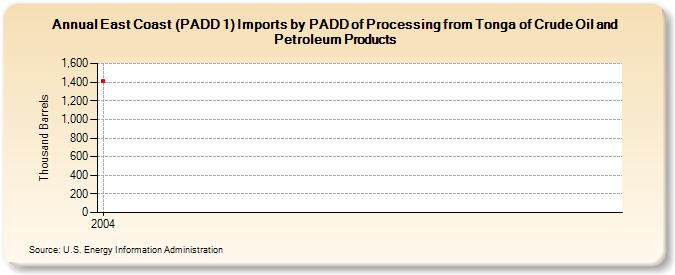 Annual East Coast (PADD 1) Imports by PADD of Processing from Tonga of Crude Oil and
Petroleum Products
Thousand Barrels
1,600
1,400
1,200
1,000
800
600
400
200
0
2004
Source: U.S. Energy Information Administration